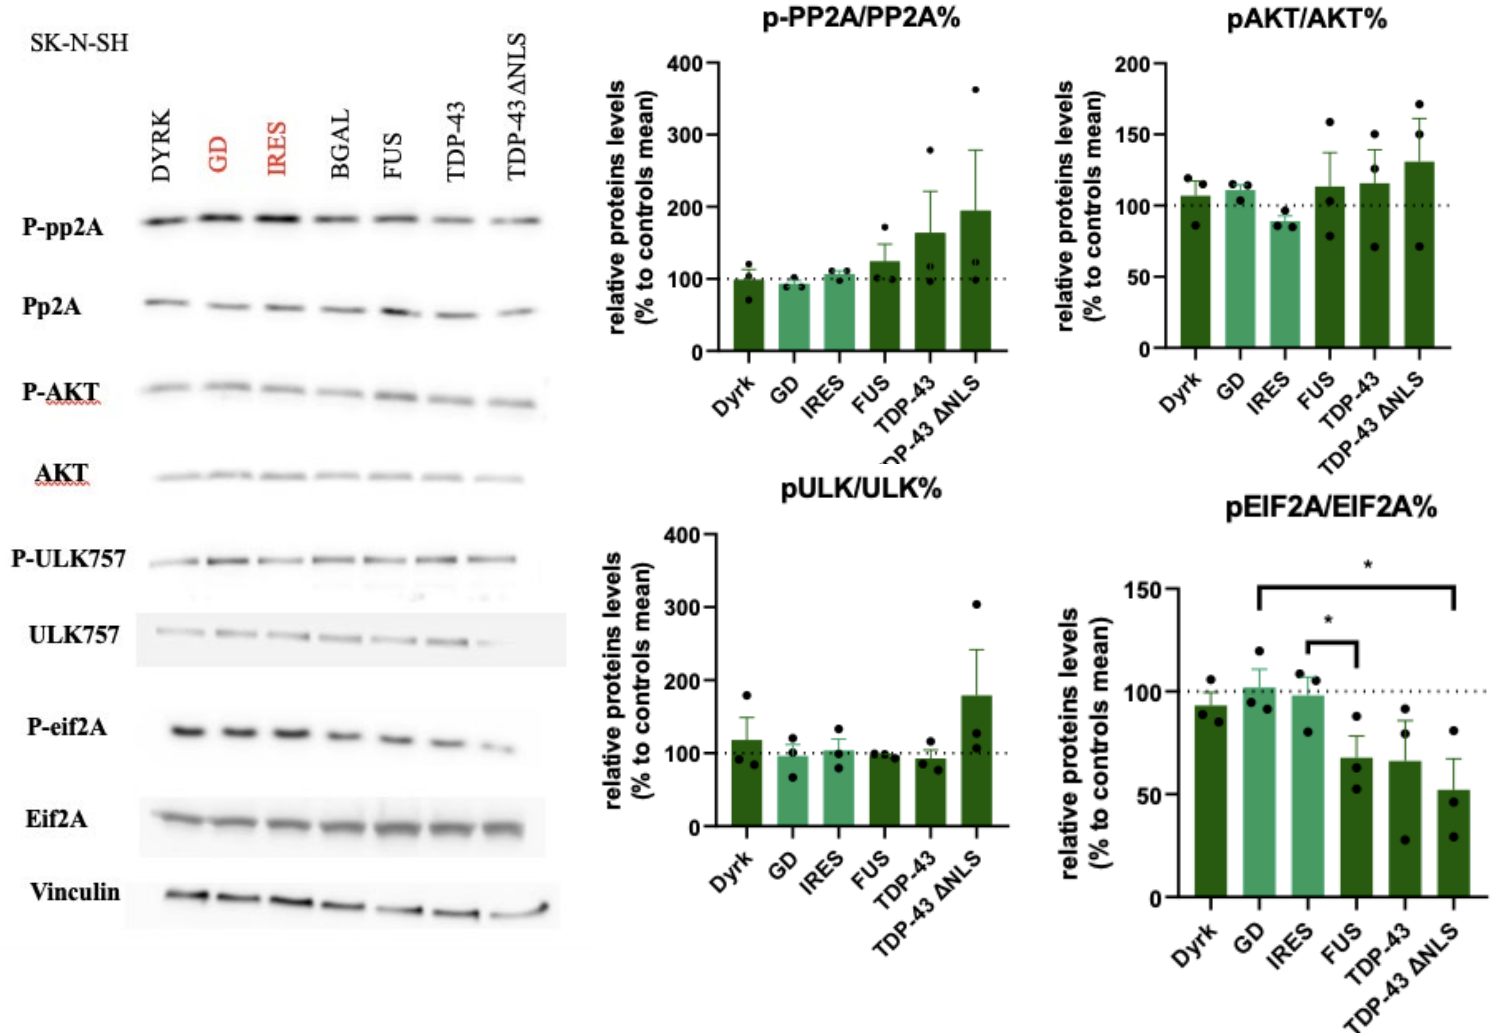 SK-N-SH
DYRK
GD
IRES
BGAL
FUS
TDP-43
TDP-43 ΔNLS
P-pp2A
Pp2A
P-AKT
AKT
P-ULK757
ULK757
P-eif2A
Eif2A
Vinculin
p-PP2A/PP2A%
relative proteins levels
(% to controls mean)
400
300
200
100
0
Dyrk
GD
IRES
FUS
TDP-43
DP-43 ΔNLS
pAKT/AKT%
relative proteins levels
(% to controls mean)
200
150
100
50
0
Dyrk
GD
IRES
FUS
TDP-43
TDP-43 ΔNLS
pULK/ULK%
relative proteins levels
(% to controls mean)
400
300
200
100
0
Dyrk
GD
IRES
FUS
TDP-43
TDP-43 ΔNLS
pEIF2A/EIF2A%
relative proteins levels
(% to controls mean)
150
100
50
0
*
*
Dyrk
GD
IRES
FUS
TDP-43
TDP-43 ΔNLS